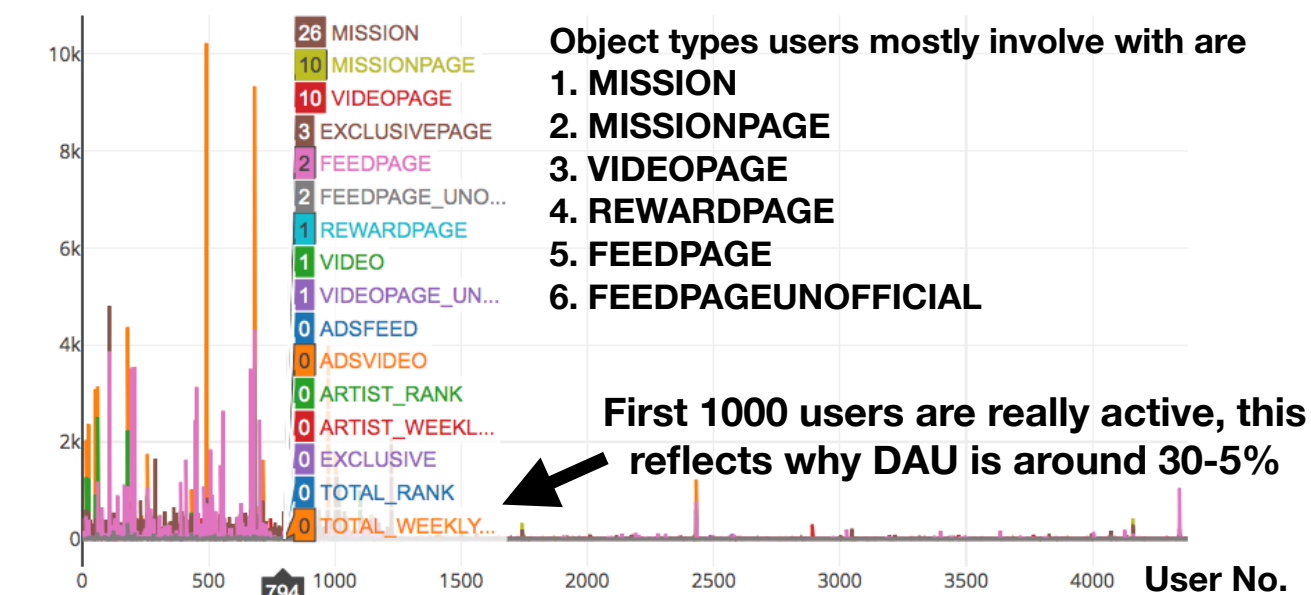 10k
8k
6k
4k
2k
0
26 MISSION
10 MISSIONPAGE
10 VIDEOPAGE
3 EXCLUSIVEPAGE
2 FEEDPAGE
2 FEEDPAGE_UNO...
1 REWARDPAGE
1 VIDEO
1 VIDEOPAGE_UN...
0 ADSFEED
0 ADSVIDEO
0 ARTIST_RANK
0 ARTIST_WEEKL...
0 EXCLUSIVE
0 TOTAL_RANK
0 TOTAL_WEEKLY...
Object types users mostly involve with are
1. MISSION
2. MISSIONPAGE
3. VIDEOPAGE
4. REWARDPAGE
5. FEEDPAGE
6. FEEDPAGEUNOFFICIAL
First 1000 users are really active, this
reflects why DAU is around 30-5%
0 500 794 1000 1500 2000 2500 3000 3500 4000 User No.